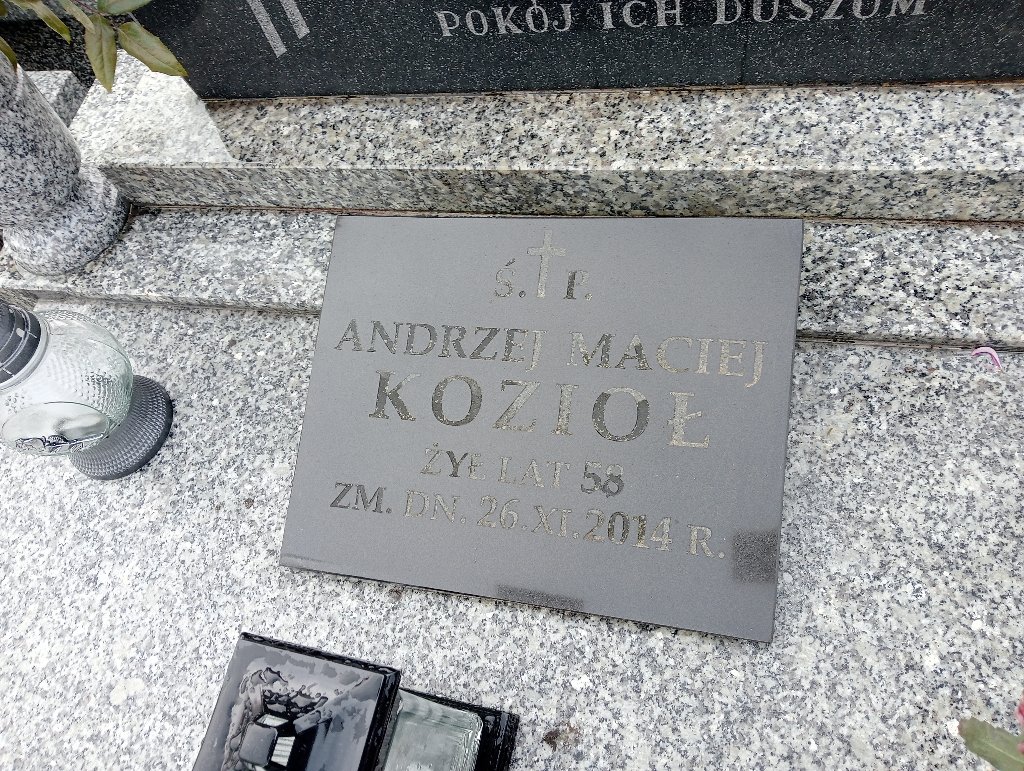 POKÓJ ICH DUSZOM
Ś. P.
ANDRZEJ MACIEJ
KOZIOŁ
ŻYŁ LAT 58
ZM. DN. 26.XI.2014 R.